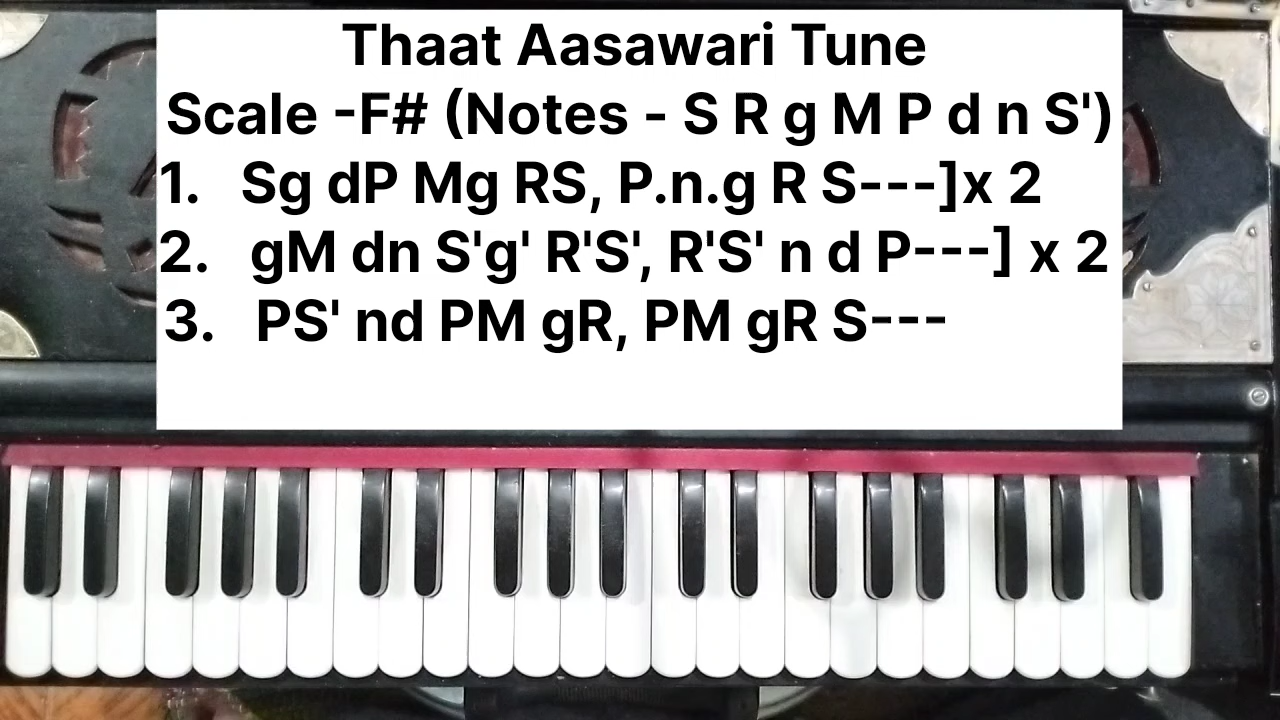 Thaat Aasawari Tune
Scale -F# (Notes - S R g M P d n S')
1. Sg dP Mg RS, P.n.g R S---]x 2
2. gM dn S'g' R'S', R'S' n d P---] x 2
3. PS' nd PM gR, PM gR S---